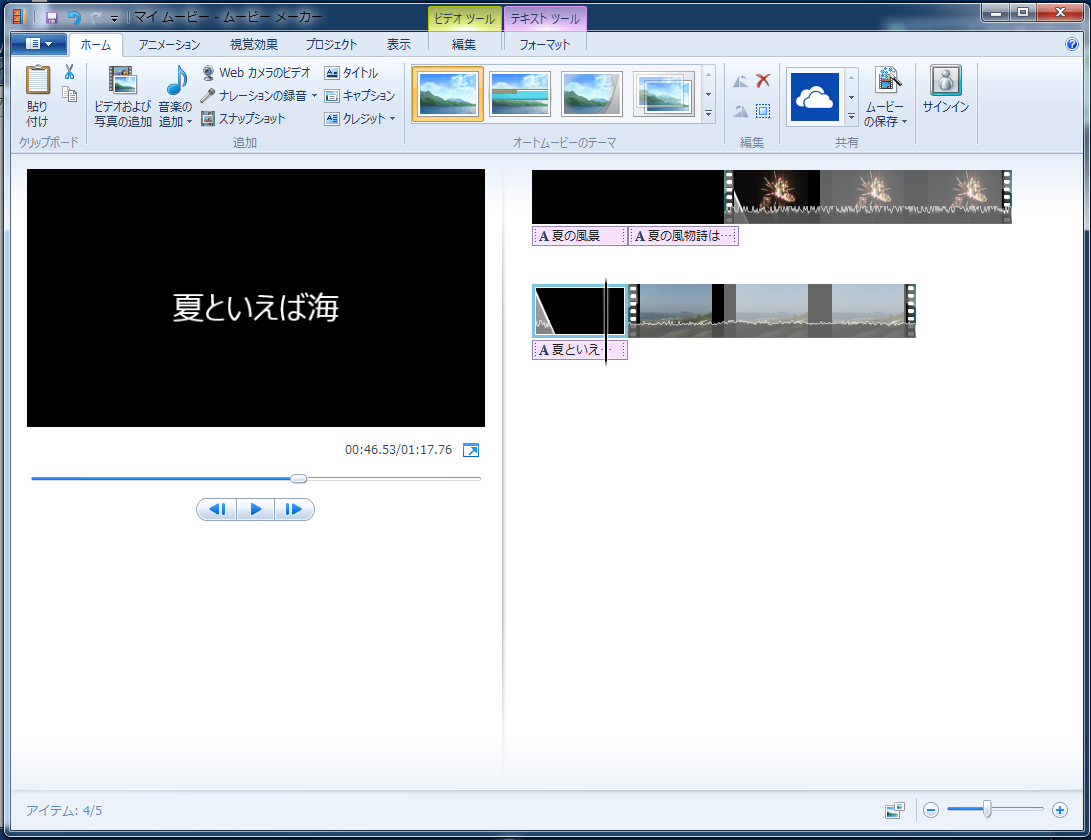 マイ ムービー - ムービー メーカー
ビデオ ツール
テキスト ツール
ホーム
アニメーション
視覚効果
プロジェクト
表示
編集
フォーマット
貼り
付け
クリップボード
ビデオおよび
写真の追加
音楽の
追加
Web カメラのビデオ
ナレーションの録音
スナップショット
タイトル
キャプション
クレジット
追加
オートムービーのテーマ
編集
ムービー
の保存
共有
サインイン
夏といえば海
00:46.53/01:17.76
A 夏の風景
A 夏の風物詩は…
A 夏といえ…
アイテム: 4/5